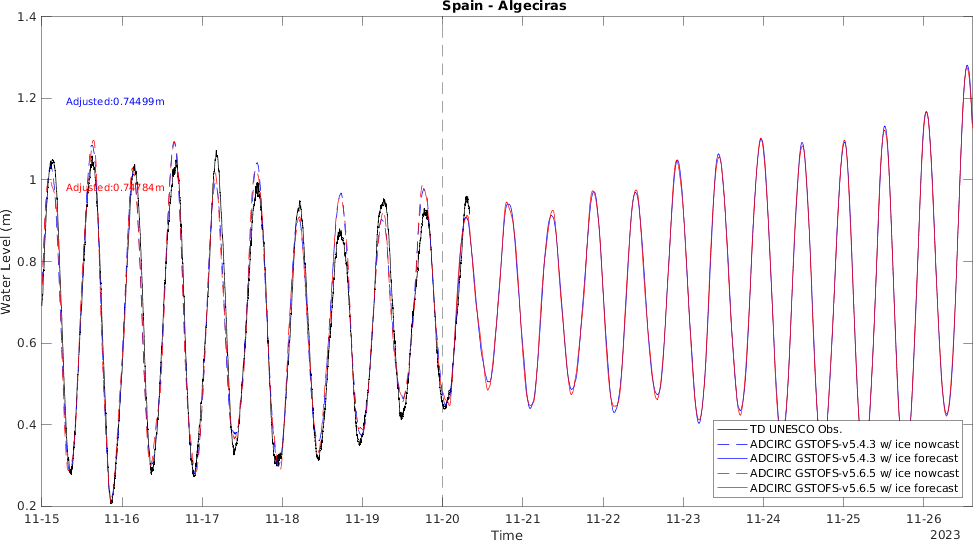 Spain - Algeciras
1.4
1.2
1
0.8
0.6
0.4
0.2
Water Level (m)
Adjusted:0.74499m
Adjusted:0.74784m
TD UNESCO Obs.
ADCIRC GSTOFS-v5.4.3 w/ ice nowcast
ADCIRC GSTOFS-v5.4.3 w/ ice forecast
ADCIRC GSTOFS-v5.6.5 w/ ice nowcast
ADCIRC GSTOFS-v5.6.5 w/ ice forecast
11-15 11-16 11-17 11-18 11-19 11-20 11-21 11-22 11-23 11-24 11-25 11-26
Time
2023